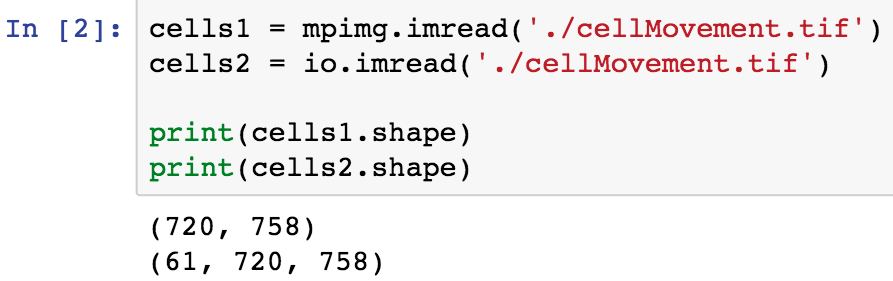 In [2]: cells1 = mpimg.imread('./cellMovement.tif')
cells2 = io.imread('./cellMovement.tif')
print(cells1.shape)
print(cells2.shape)
(720, 758)
(61, 720, 758)